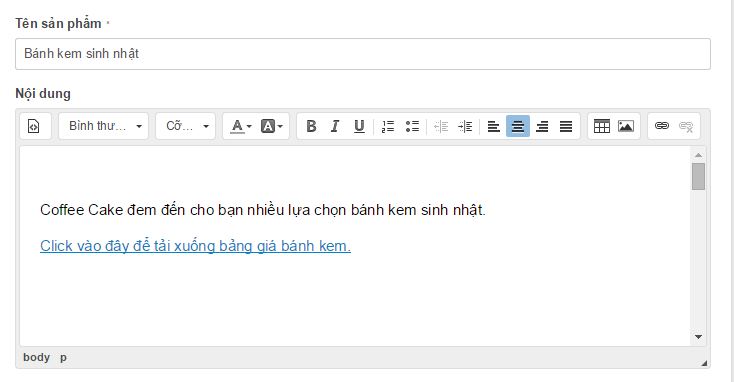 Tên sản phẩm *
Bánh kem sinh nhật
Nội dung
Bình thư... Cỡ... A A B I U
Coffee Cake đem đến cho bạn nhiều lựa chọn bánh kem sinh nhật.
Click vào đây để tải xuống bảng giá bánh kem.
body p